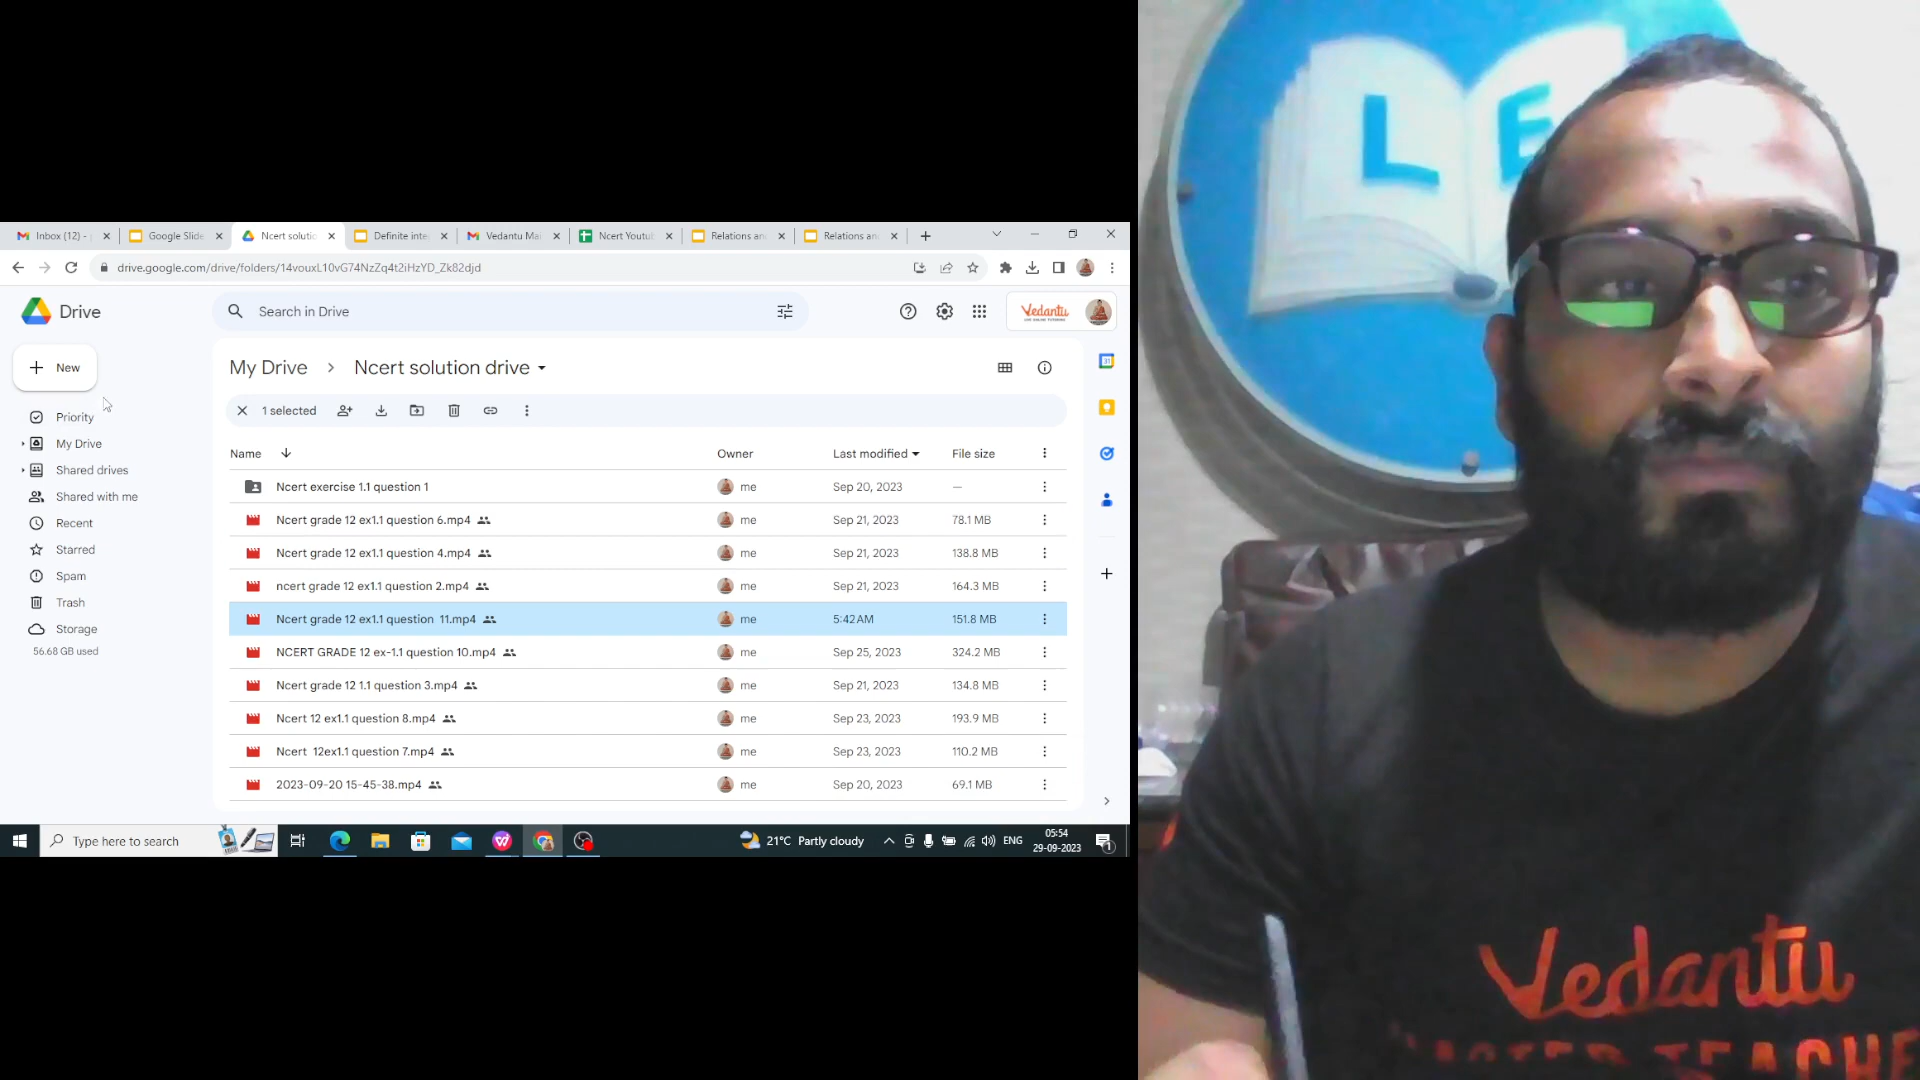 Inbox (12) -
Google Slide
Ncert solutio
Definite inte
Vedantu Ma
Ncert Youtu
Relations an
Relations an
drive.google.com/drive/folders/14vouxL10vG74NzZq4t2iHzYD_Zk82djd
Drive
Search in Drive
Vedantu
New
My Drive
Ncert solution drive
1 selected
Priority
My Drive
Shared drives
Shared with me
Recent
Starred
Spam
Trash
Storage
56.68 GB used
Name Owner Last modified File size
Ncert exercise 1.1 question 1 me Sep 20, 2023 —
Ncert grade 12 ex1.1 question 6.mp4 me Sep 21, 2023 78.1 MB
Ncert grade 12 ex1.1 question 4.mp4 me Sep 21, 2023 138.8 MB
ncert grade 12 ex1.1 question 2.mp4 me Sep 21, 2023 164.3 MB
Ncert grade 12 ex1.1 question 11.mp4 me 5:42 AM 151.8 MB
NCERT GRADE 12 ex-1.1 question 10.mp4 me Sep 25, 2023 324.2 MB
Ncert grade 12 1.1 question 3.mp4 me Sep 21, 2023 134.8 MB
Ncert 12 ex1.1 question 8.mp4 me Sep 23, 2023 193.9 MB
Ncert 12ex1.1 question 7.mp4 me Sep 23, 2023 110.2 MB
2023-09-20 15-45-38.mp4 me Sep 20, 2023 69.1 MB
Type here to search
21°C Partly cloudy
ENG
05:54
29-09-2023
1
L E
Vedantu
MASTER TEACHE